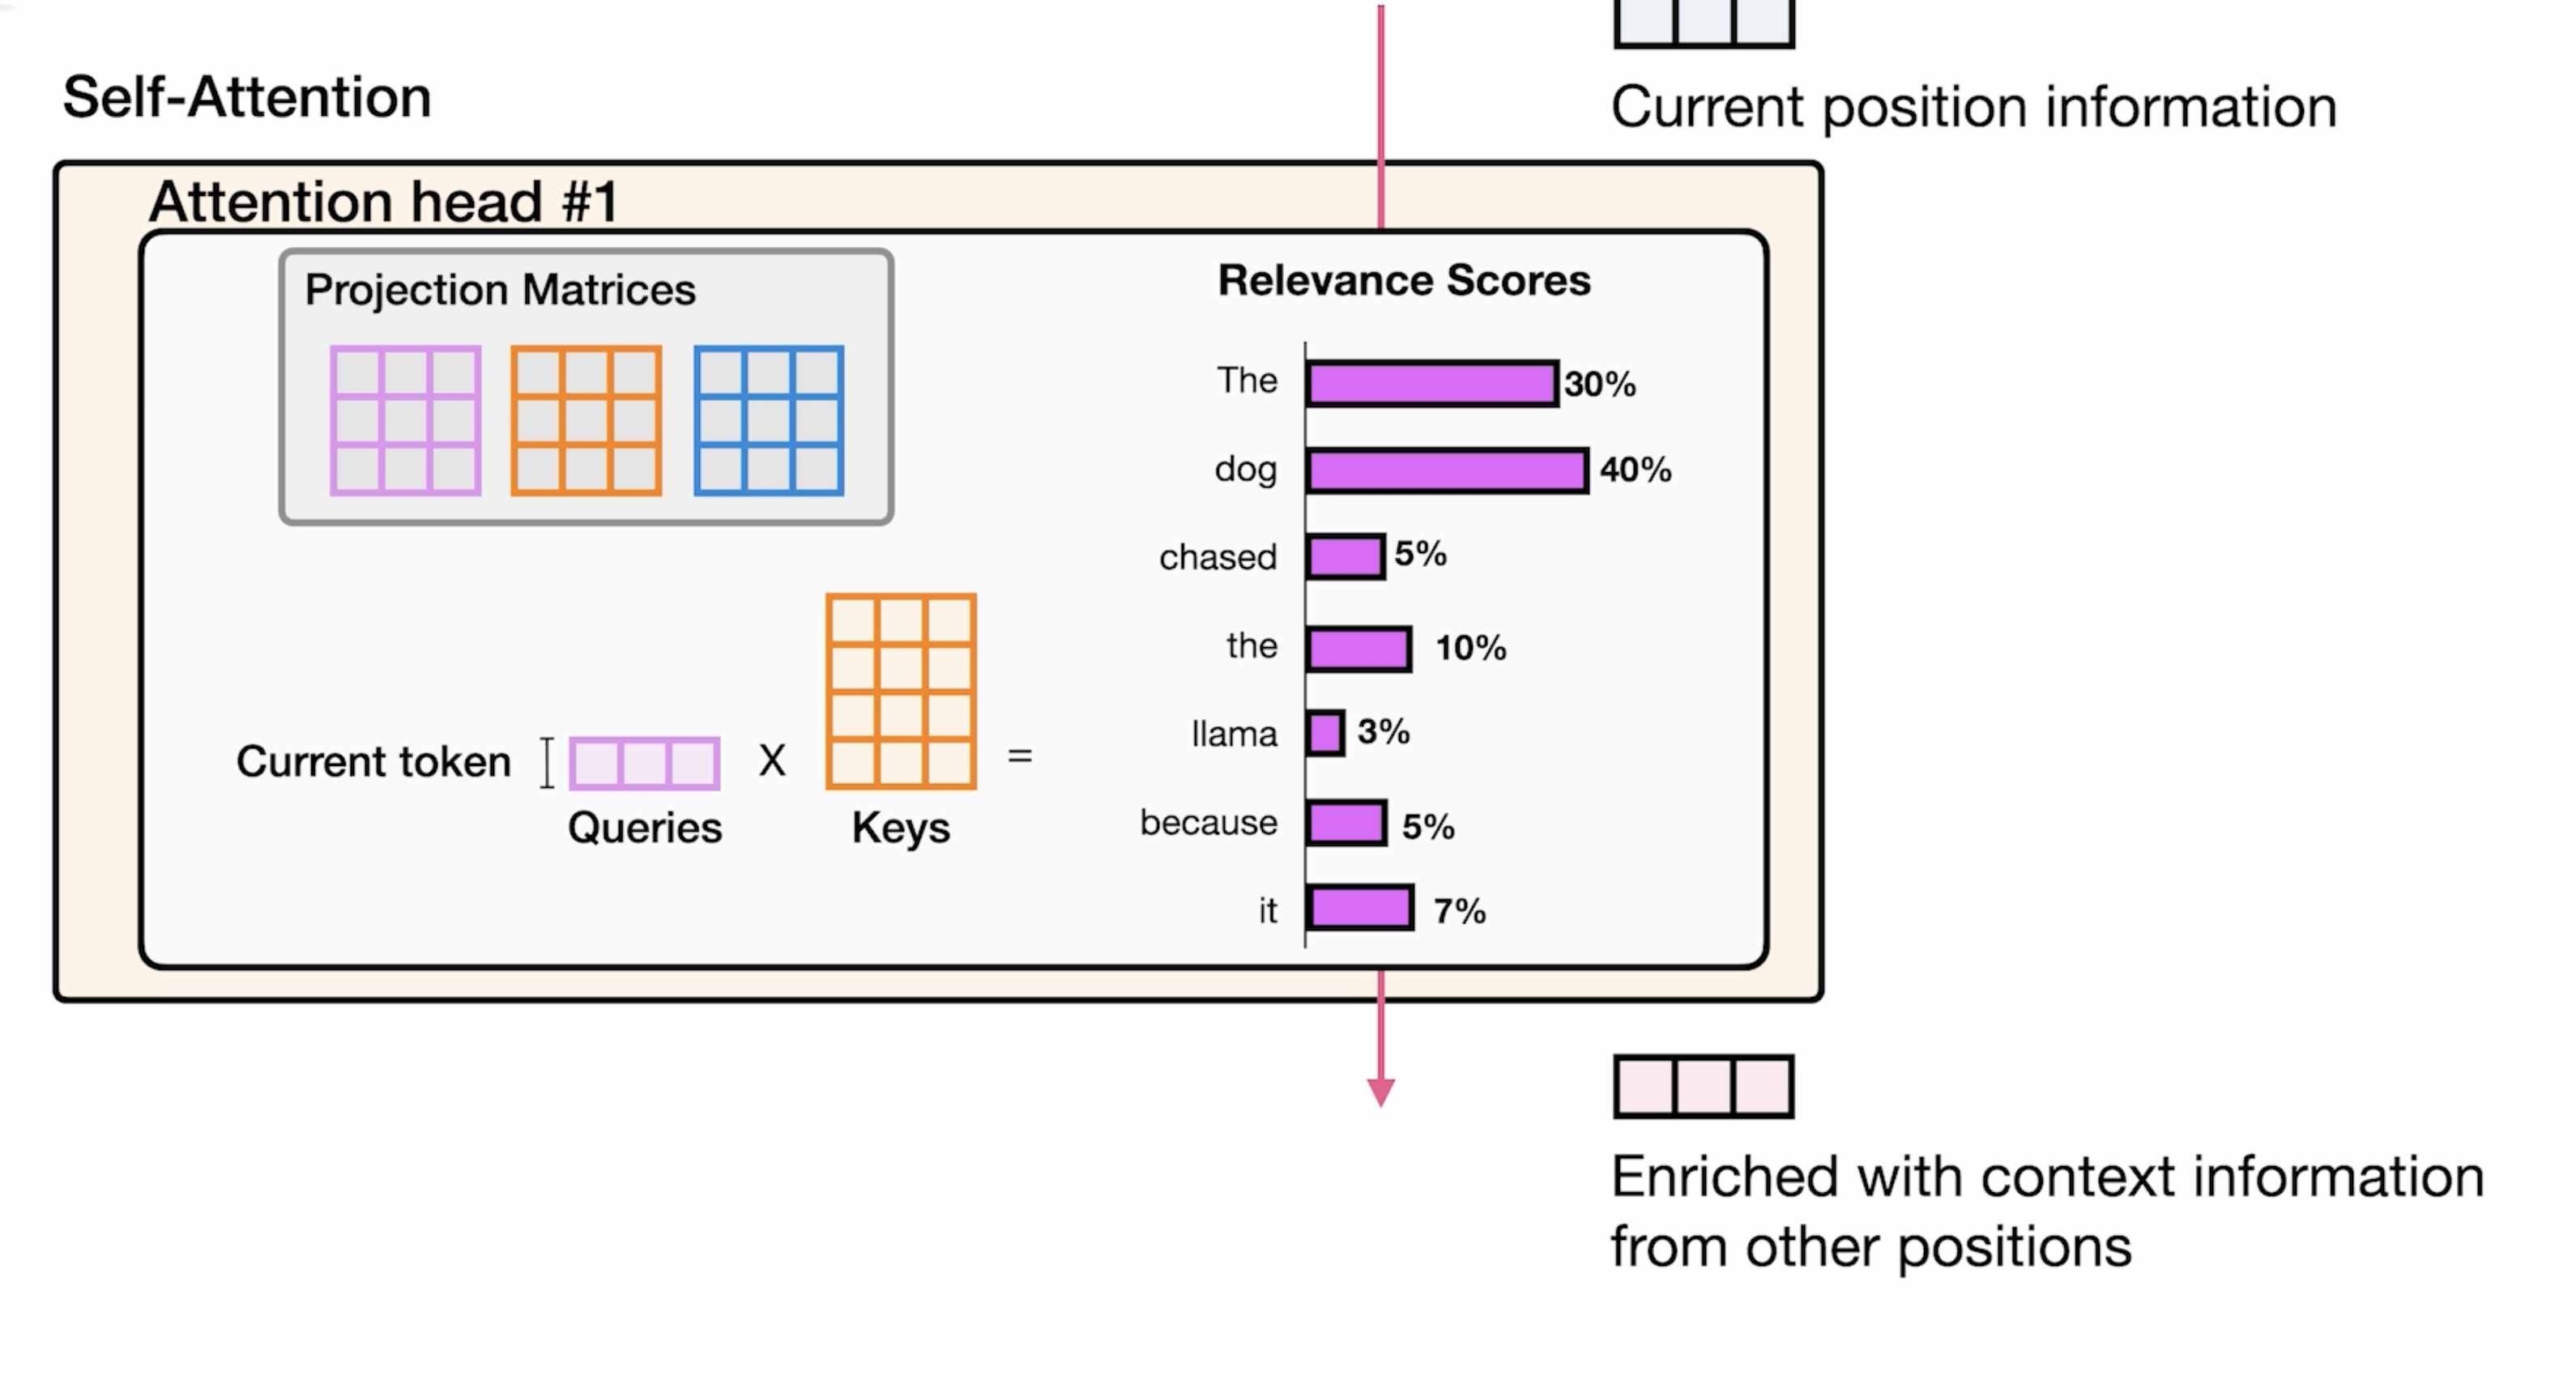 Current position information
Self-Attention
Attention head #1
Projection Matrices
Relevance Scores
The 30%
dog 40%
chased 5%
the 10%
llama 3%
because 5%
it 7%
Current token X =
Queries Keys
Enriched with context information
from other positions